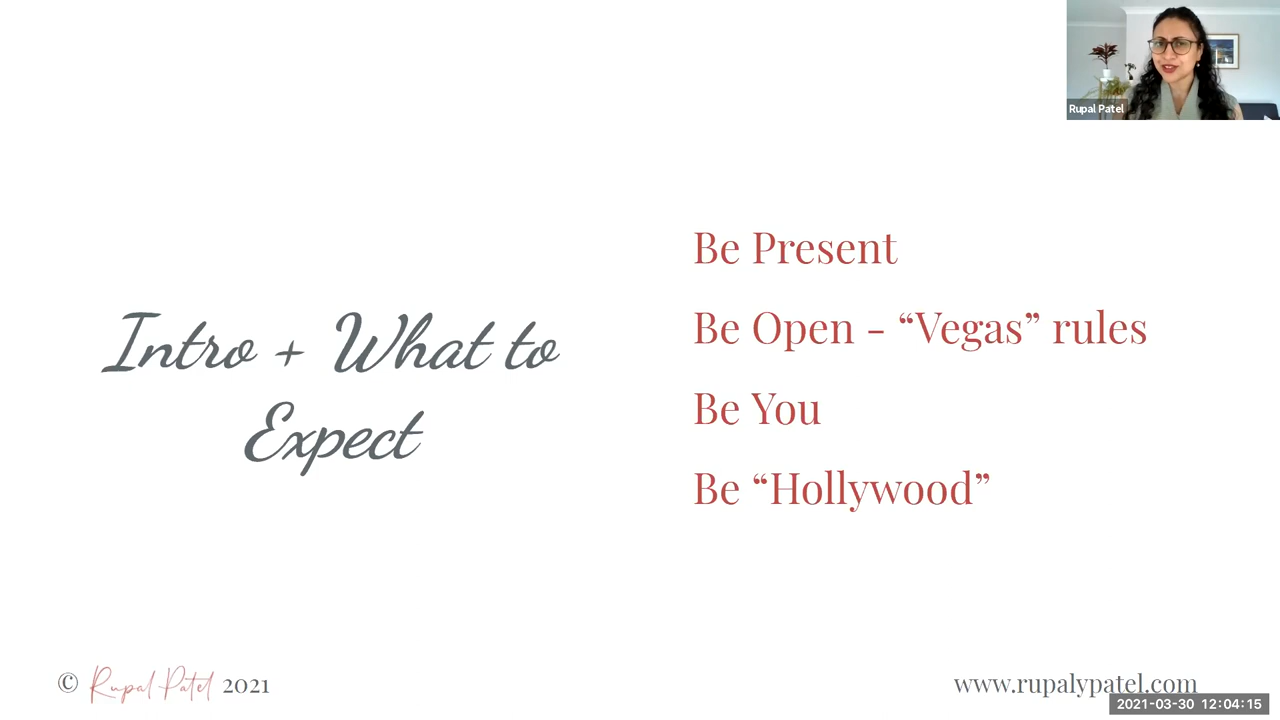 Rupal Patel
Intro + What to
Expect
Be Present
Be Open - “Vegas” rules
Be You
Be “Hollywood”
© Rupal Patel 2021
www.rupalypatel.com
2021-03-30 12:04:15